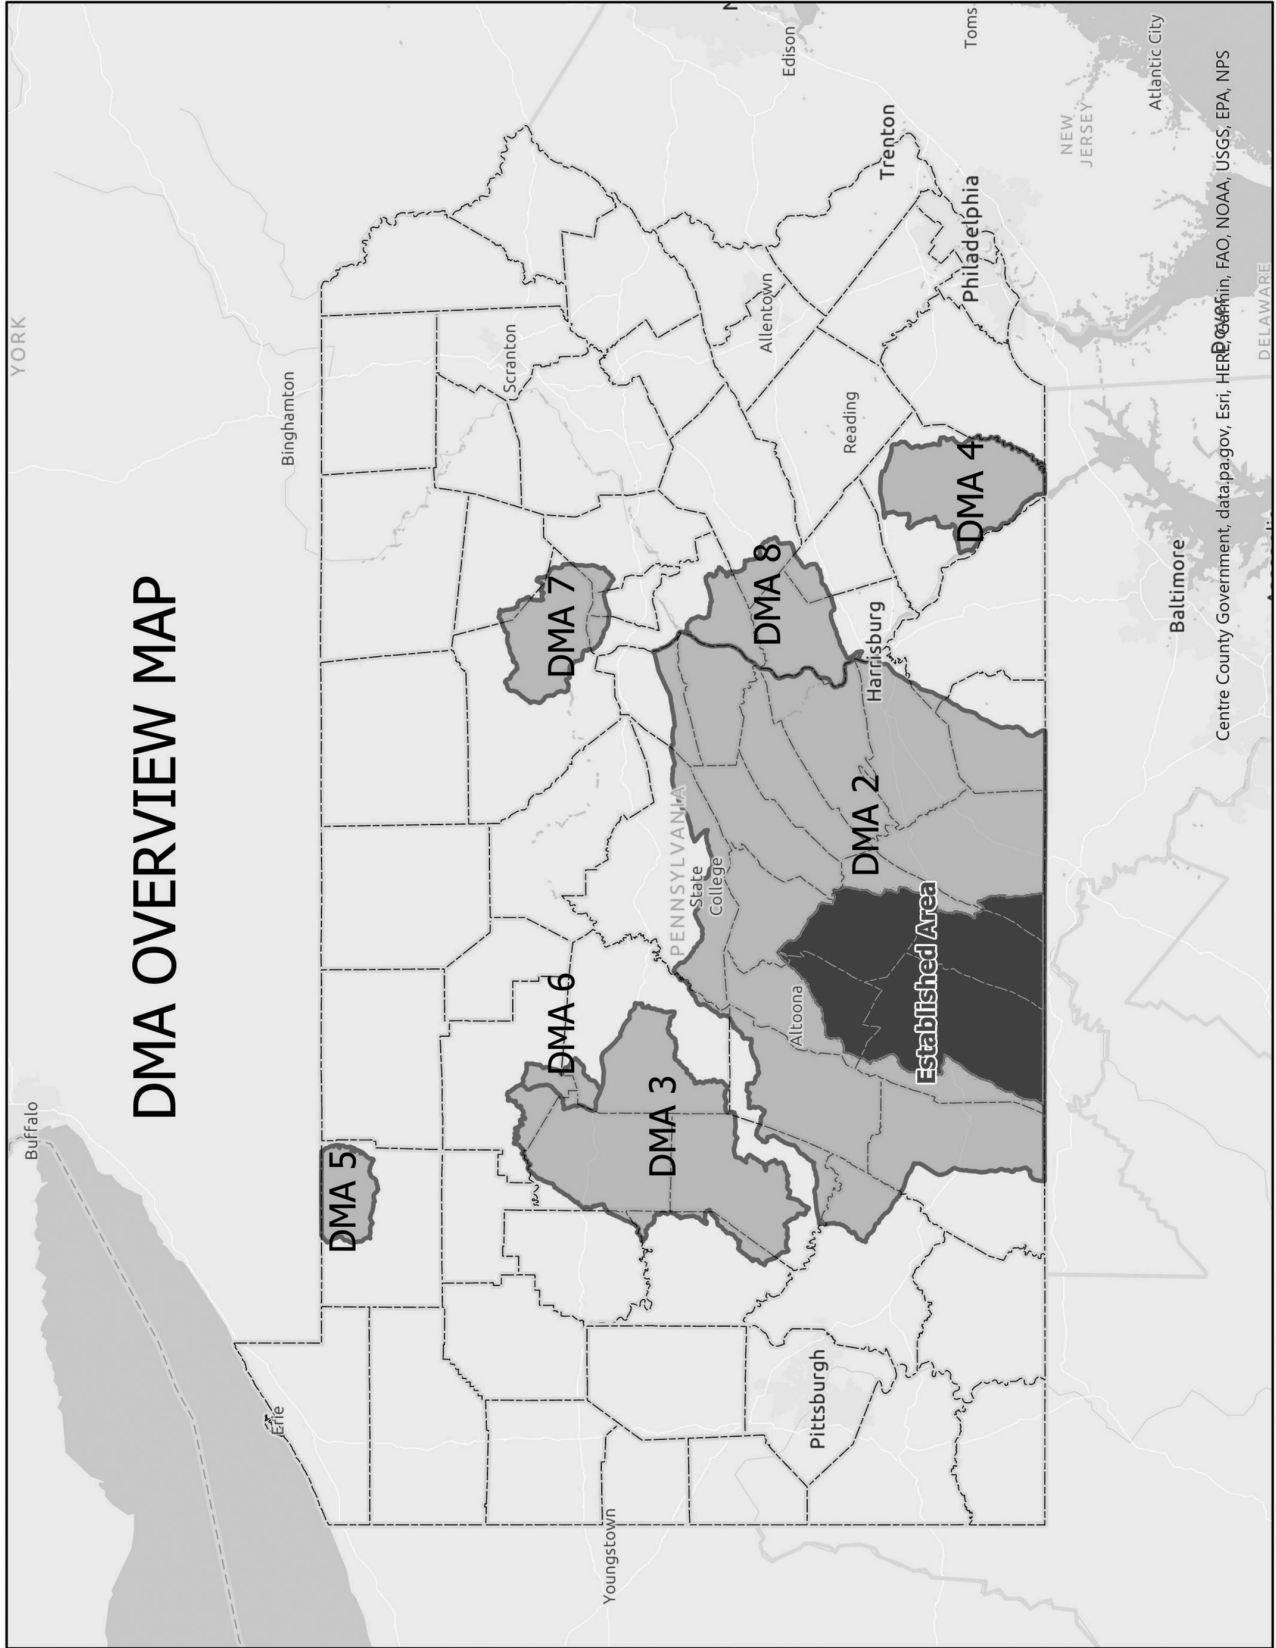 DMA OVERVIEW MAP
YORK
Buffalo
Binghamton
Erie
DMA 5
Scranton
DMA 6
DMA 7
Youngstown
DMA 3
PENNSYLVANIA
State
College
Allentown
DMA 8
Edison
Altoona
Pittsburgh
DMA 2
Reading
Harrisburg
Trenton
Established Area
DMA 4
Philadelphia
Toms
NEW
JERSEY
Atlantic City
Baltimore
Dover
DELAWARE
Centre County Government, data.pa.gov, Esri, HERE, Garmin, FAO, NOAA, USGS, EPA, NPS